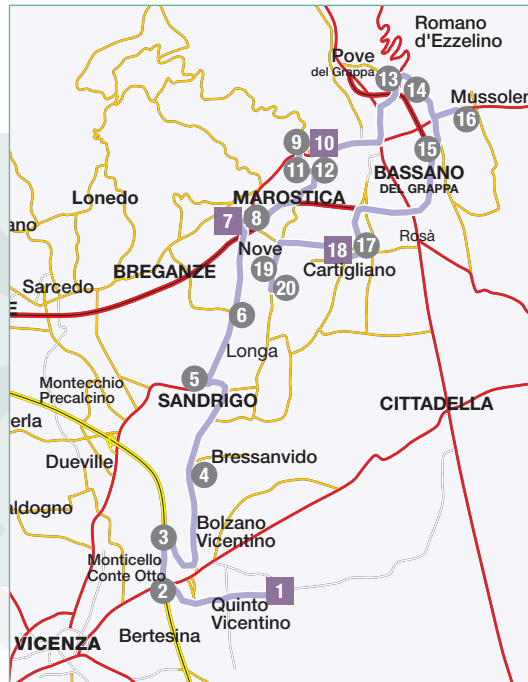 Romano
d'Ezzelino
Pove
del Grappa
13
14
Mussolen
16
9
10
15
11
12
BASSANO
DEL GRAPPA
Lonedo
MAROSTICA
7
8
ano
Nove
18
17
Rosà
BREGANZE
19
Cartigliano
Sarcedo
20
E
6
Longa
5
Montecchio
Precalcino
SANDRIGO
CITTADELLA
erla
Dueville
Bressanvido
4
aldogno
Bolzano
Vicentino
3
Monticello
Conte Otto
2
1
Quinto
Vicentino
Bertesina
VICENZA